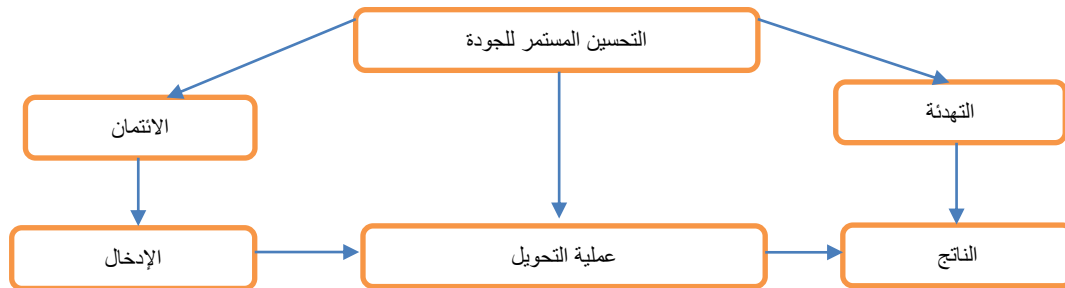 التحسين المستمر للجودة
التهدئة
الائتمان
الناتج
عملية التحويل
الإدخال